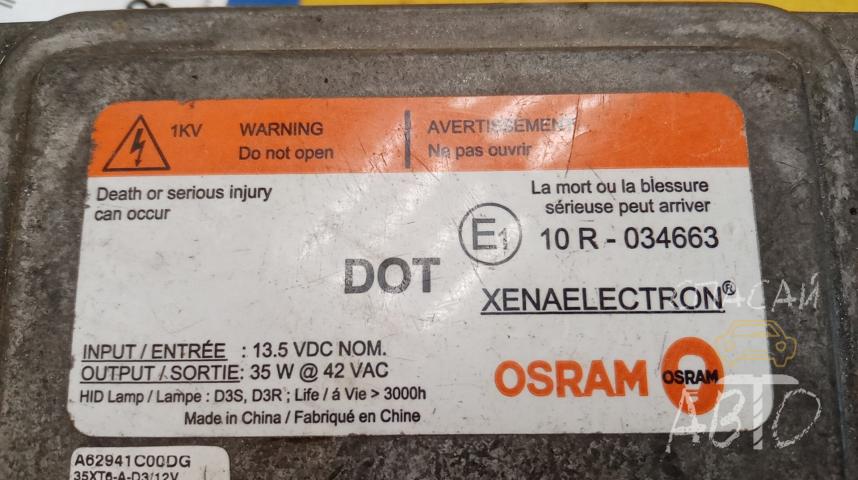 1KV
WARNING
Do not open
AVERTISSEMENT
Ne pas ouvrir
Death or serious injury
can occur
La mort ou la blessure
sérieuse peut arriver
E1
10 R - 034663
DOT
XENAELECTRON®
INPUT / ENTRÉE : 13.5 VDC NOM.
OUTPUT / SORTIE: 35 W @ 42 VAC
HID Lamp / Lampe : D3S, D3R ; Life / á Vie > 3000h
Made in China / Fabriqué en Chine
OSRAM
OSRAM
A62941C00DG
35XT6-A-D3/12V
СПАСАЙ
АВТО